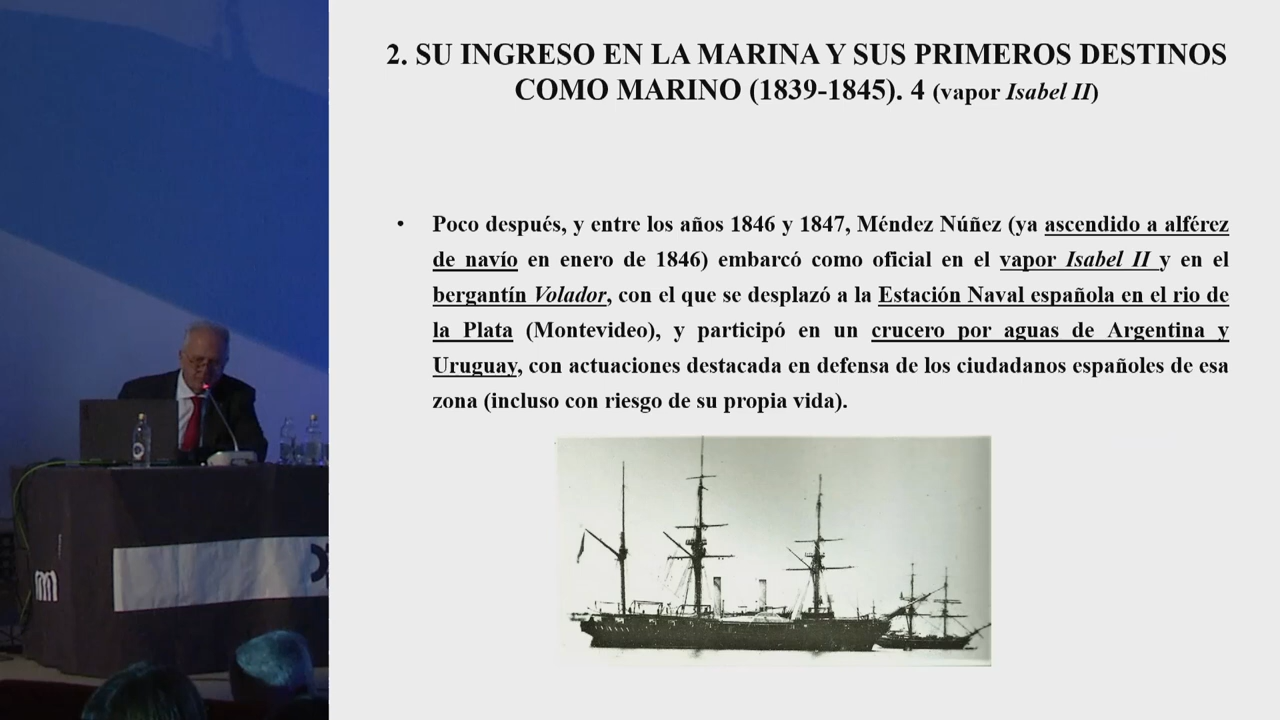 2. SU INGRESO EN LA MARINA Y SUS PRIMEROS DESTINOS
COMO MARINO (1839-1845). 4 (vapor Isabel II)
• Poco después, y entre los años 1846 y 1847, Méndez Núñez (ya ascendido a alférez
de navío en enero de 1846) embarcó como oficial en el vapor Isabel II y en el
bergantín Volador, con el que se desplazó a la Estación Naval española en el rio de
la Plata (Montevideo), y participó en un crucero por aguas de Argentina y
Uruguay, con actuaciones destacada en defensa de los ciudadanos españoles de esa
zona (incluso con riesgo de su propia vida).